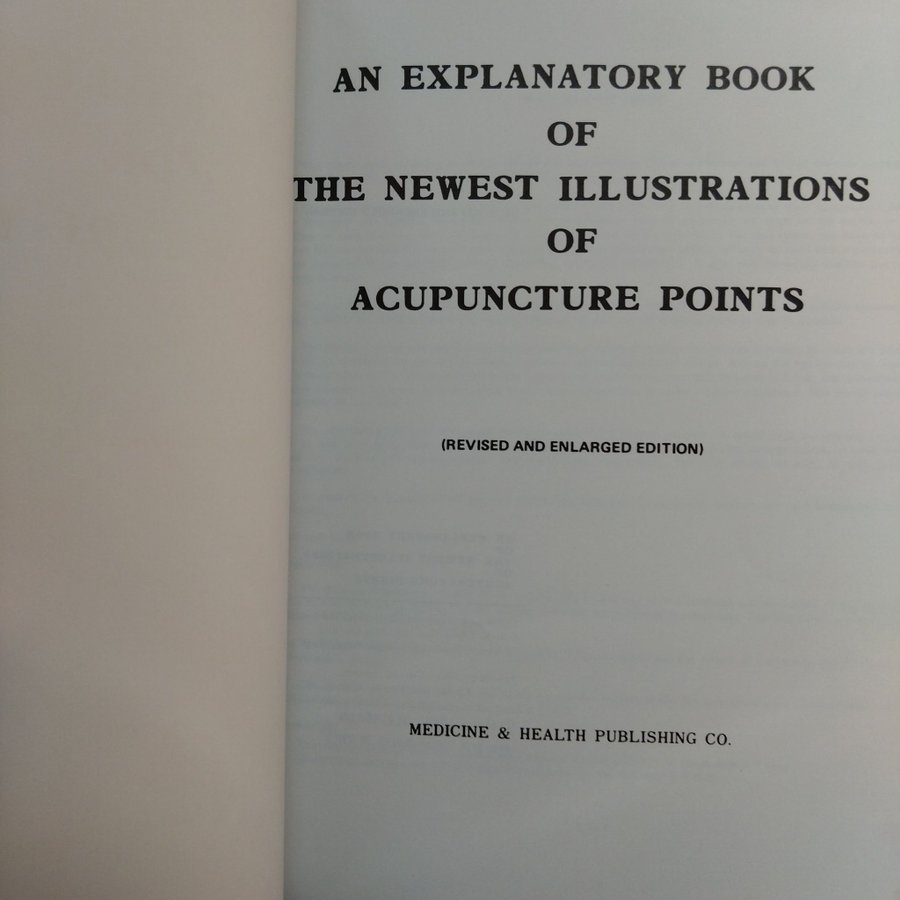 AN EXPLANATORY BOOK
OF
THE NEWEST ILLUSTRATIONS
OF
ACUPUNCTURE POINTS
(REVISED AND ENLARGED EDITION)
MEDICINE & HEALTH PUBLISHING CO.